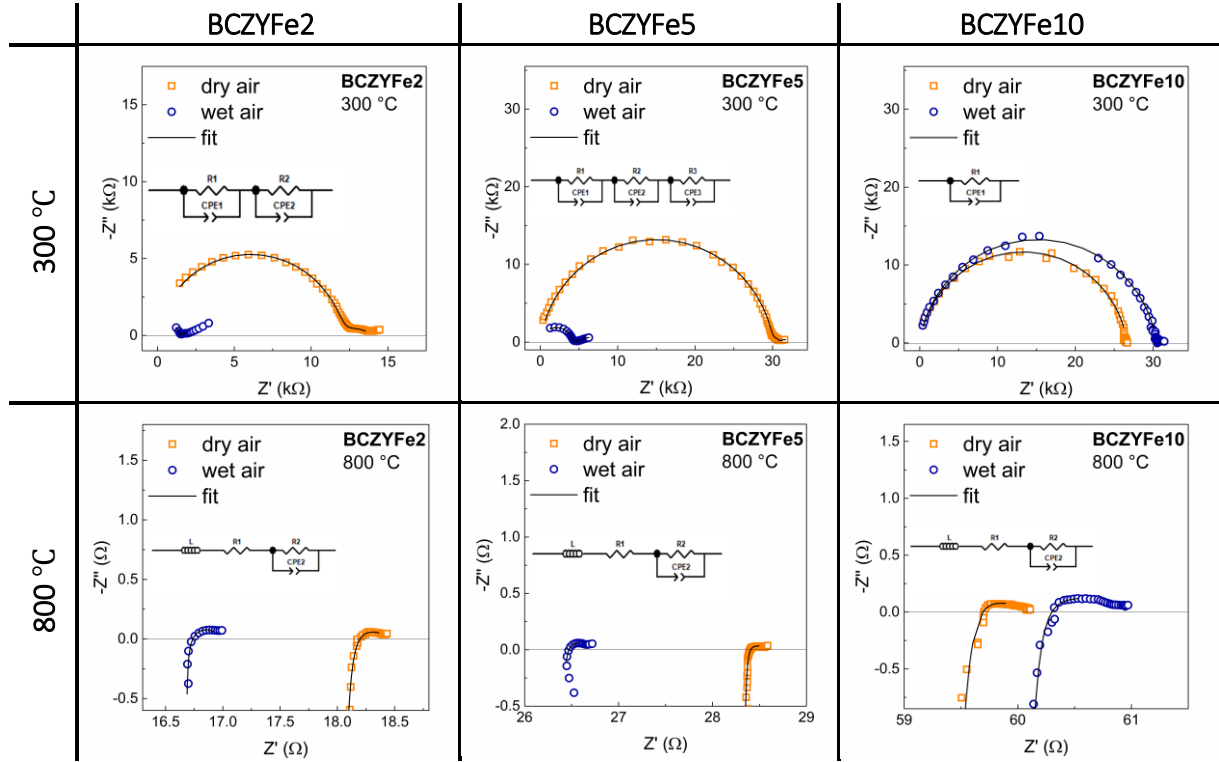 BCZYFe2
BCZYFe5
BCZYFe10
300 °C
dry air
wet air
fit
BCZYFe2
300 °C
R1
R2
CPE1
CPE2
-Z'' (kΩ)
15
10
5
0
0
5
10
15
Z' (kΩ)
dry air
wet air
fit
BCZYFe5
300 °C
R1
R2
R3
CPE1
CPE2
CPE3
-Z'' (kΩ)
30
20
10
0
0
10
20
30
Z' (kΩ)
dry air
wet air
fit
BCZYFe10
300 °C
R1
CPE1
-Z'' (kΩ)
30
20
10
0
0
10
20
30
Z' (kΩ)
800 °C
dry air
wet air
fit
BCZYFe2
800 °C
L
R1
R2
CPE2
-Z'' (Ω)
1.5
1.0
0.5
0.0
-0.5
16.5
17.0
17.5
18.0
18.5
Z' (Ω)
dry air
wet air
fit
BCZYFe5
800 °C
L
R1
R2
CPE2
-Z'' (Ω)
2.0
1.5
1.0
0.5
0.0
-0.5
26
27
28
29
Z' (Ω)
dry air
wet air
fit
BCZYFe10
800 °C
L
R1
R2
CPE2
-Z'' (Ω)
1.5
1.0
0.5
0.0
-0.5
59
60
61
Z' (Ω)